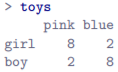 > toys
pink blue
girl 8 2
boy 2 8